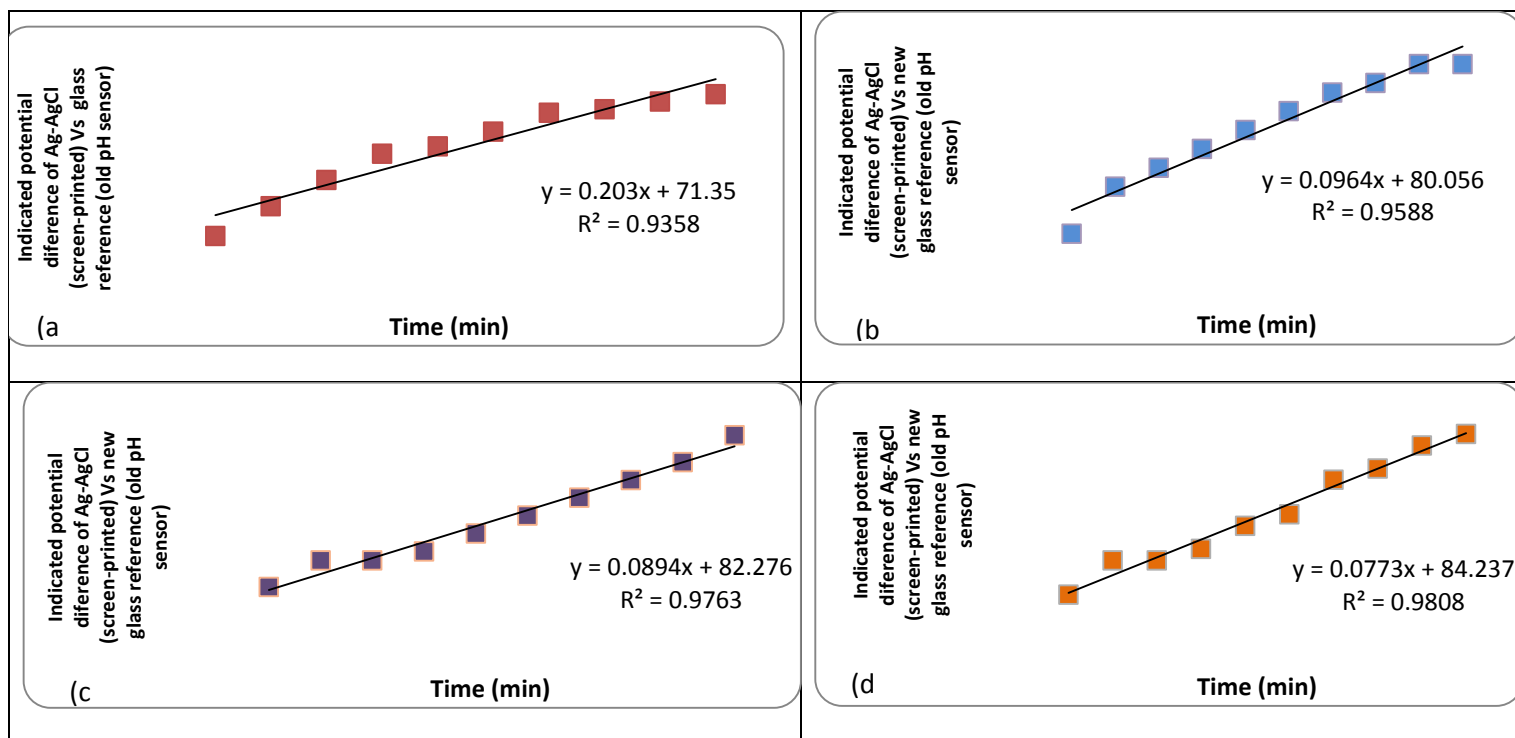 Indicated potential
diference of Ag-AgCl
(screen-printed) Vs glass
reference (old pH sensor)
y = 0.203x + 71.35
R² = 0.9358
Time (min)
(a
Indicated potential
diference of Ag-AgCl
(screen-printed) Vs new
glass reference (old pH
sensor)
y = 0.0964x + 80.056
R² = 0.9588
Time (min)
(b
Indicated potential
diference of Ag-AgCl
(screen-printed) Vs new
glass reference (old pH
sensor)
y = 0.0894x + 82.276
R² = 0.9763
Time (min)
(c
Indicated potential
diference of Ag-AgCl
(screen-printed) Vs new
glass reference (old pH
sensor)
y = 0.0773x + 84.237
R² = 0.9808
Time (min)
(d